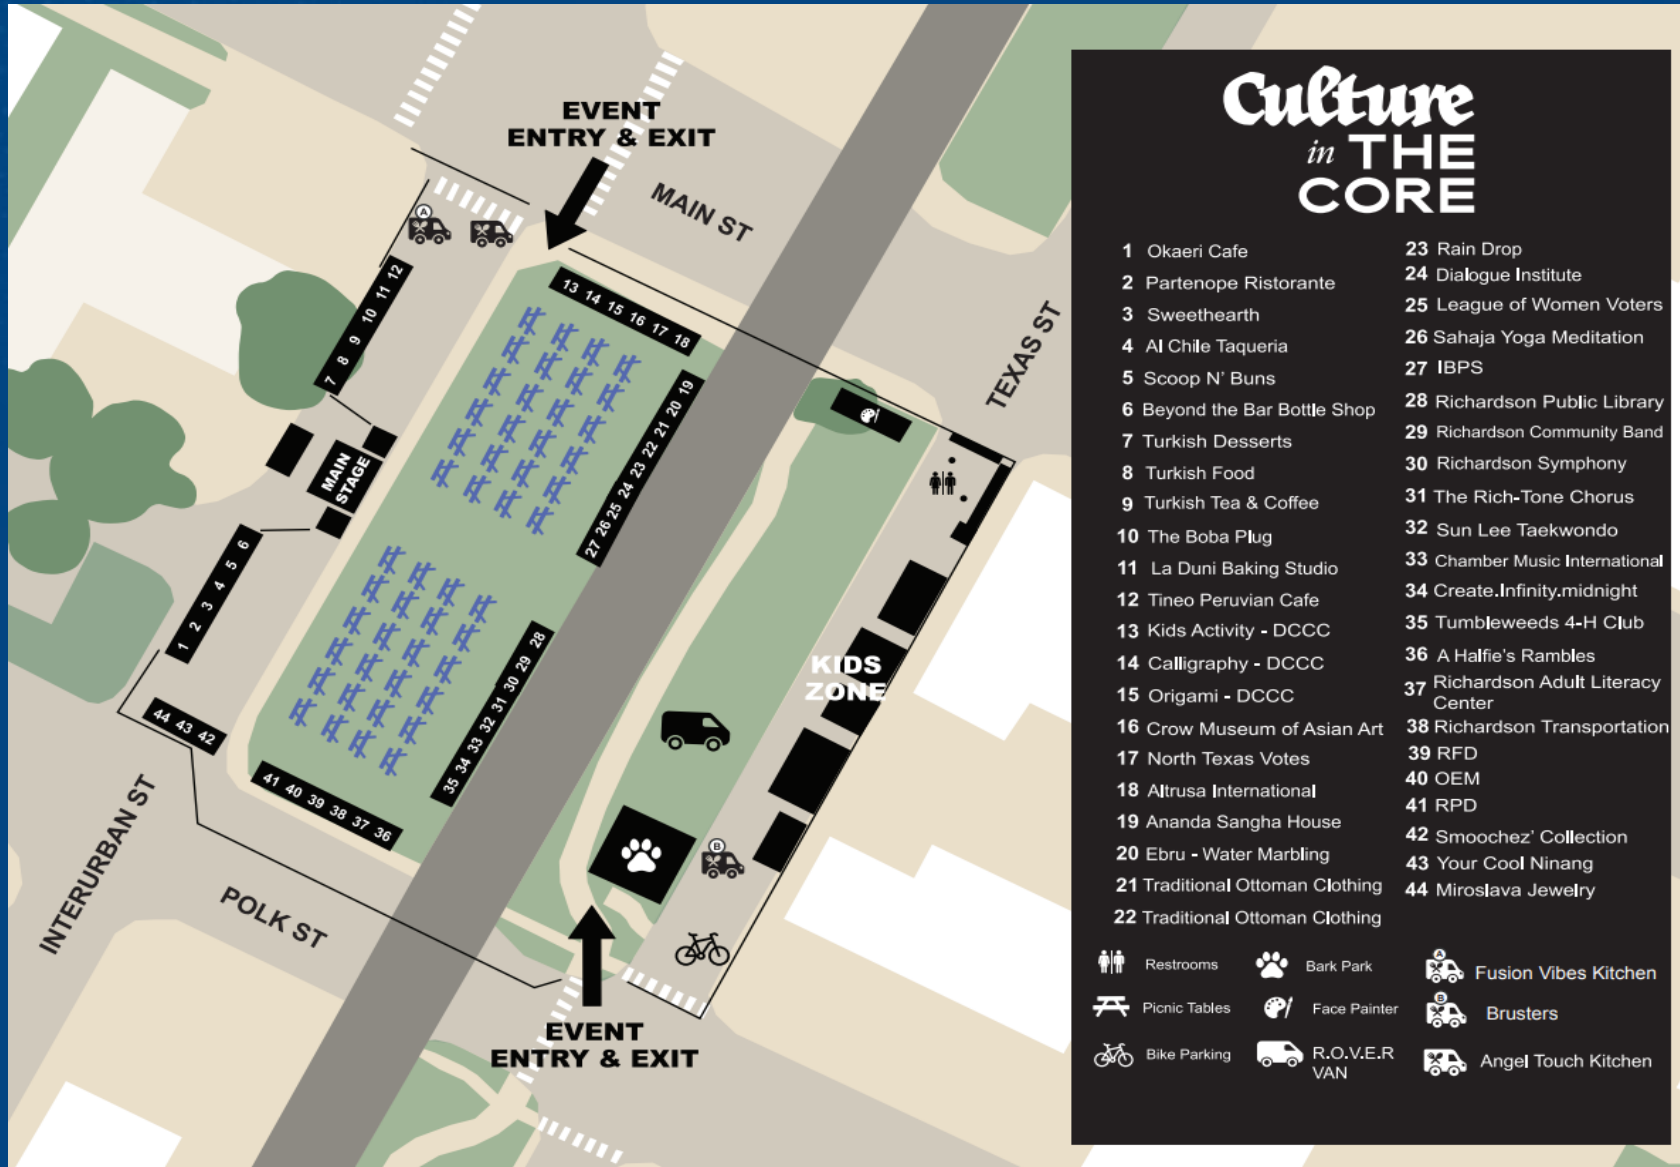 EVENT
ENTRY & EXIT
MAIN ST
TEXAS ST
A
12
11
10
9
8
7
13 14 15 16 17 18
19
20
21
22
23
24
25
26
27
MAIN
STAGE
6
5
4
3
2
1
28
29
30
31
32
33
34
35
KIDS
ZONE
44 43 42
41 40 39 38 37 36
B
INTERURBAN ST
POLK ST
EVENT
ENTRY & EXIT
Culture
in THE
CORE
1 Okaeri Cafe
2 Partenope Ristorante
3 Sweethearth
4 Al Chile Taqueria
5 Scoop N' Buns
6 Beyond the Bar Bottle Shop
7 Turkish Desserts
8 Turkish Food
9 Turkish Tea & Coffee
10 The Boba Plug
11 La Duni Baking Studio
12 Tineo Peruvian Cafe
13 Kids Activity - DCCC
14 Calligraphy - DCCC
15 Origami - DCCC
16 Crow Museum of Asian Art
17 North Texas Votes
18 Altrusa International
19 Ananda Sangha House
20 Ebru - Water Marbling
21 Traditional Ottoman Clothing
22 Traditional Ottoman Clothing
23 Rain Drop
24 Dialogue Institute
25 League of Women Voters
26 Sahaja Yoga Meditation
27 IBPS
28 Richardson Public Library
29 Richardson Community Band
30 Richardson Symphony
31 The Rich-Tone Chorus
32 Sun Lee Taekwondo
33 Chamber Music International
34 Create.Infinity.midnight
35 Tumbleweeds 4-H Club
36 A Halfie's Rambles
37 Richardson Adult Literacy
Center
38 Richardson Transportation
39 RFD
40 OEM
41 RPD
42 Smoochez' Collection
43 Your Cool Ninang
44 Miroslava Jewelry
Restrooms
Bark Park
A
Fusion Vibes Kitchen
Picnic Tables
Face Painter
B
Brusters
Bike Parking
R.O.V.E.R
VAN
Angel Touch Kitchen